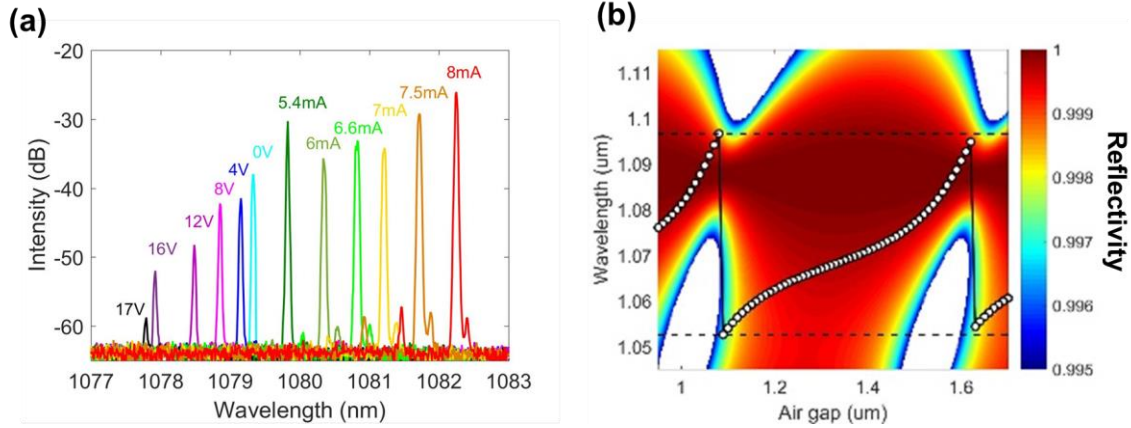 (a)
-20
-30
-40
-50
-60
Intensity (dB)
17V
16V
12V
8V
4V
0V
5.4mA
6mA
6.6mA
7mA
7.5mA
8mA
1077 1078 1079 1080 1081 1082 1083
Wavelength (nm)
(b)
1.11
1.1
1.09
1.08
1.07
1.06
1.05
Wavelength (um)
1 1.2 1.4 1.6
Air gap (um)
1
0.999
0.998
0.997
0.996
0.995
Reflectivity